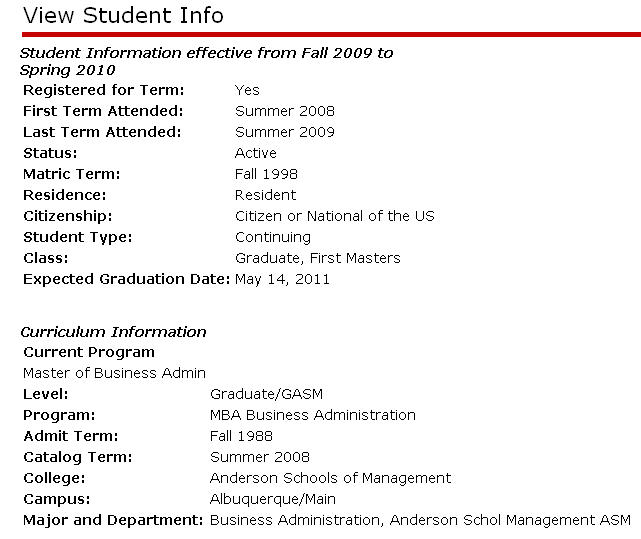 View Student Info
Student Information effective from Fall 2009 to
Spring 2010
Registered for Term: Yes
First Term Attended: Summer 2008
Last Term Attended: Summer 2009
Status: Active
Matric Term: Fall 1998
Residence: Resident
Citizenship: Citizen or National of the US
Student Type: Continuing
Class: Graduate, First Masters
Expected Graduation Date: May 14, 2011
Curriculum Information
Current Program
Master of Business Admin
Level: Graduate/GASM
Program: MBA Business Administration
Admit Term: Fall 1988
Catalog Term: Summer 2008
College: Anderson Schools of Management
Campus: Albuquerque/Main
Major and Department: Business Administration, Anderson Schol Management ASM